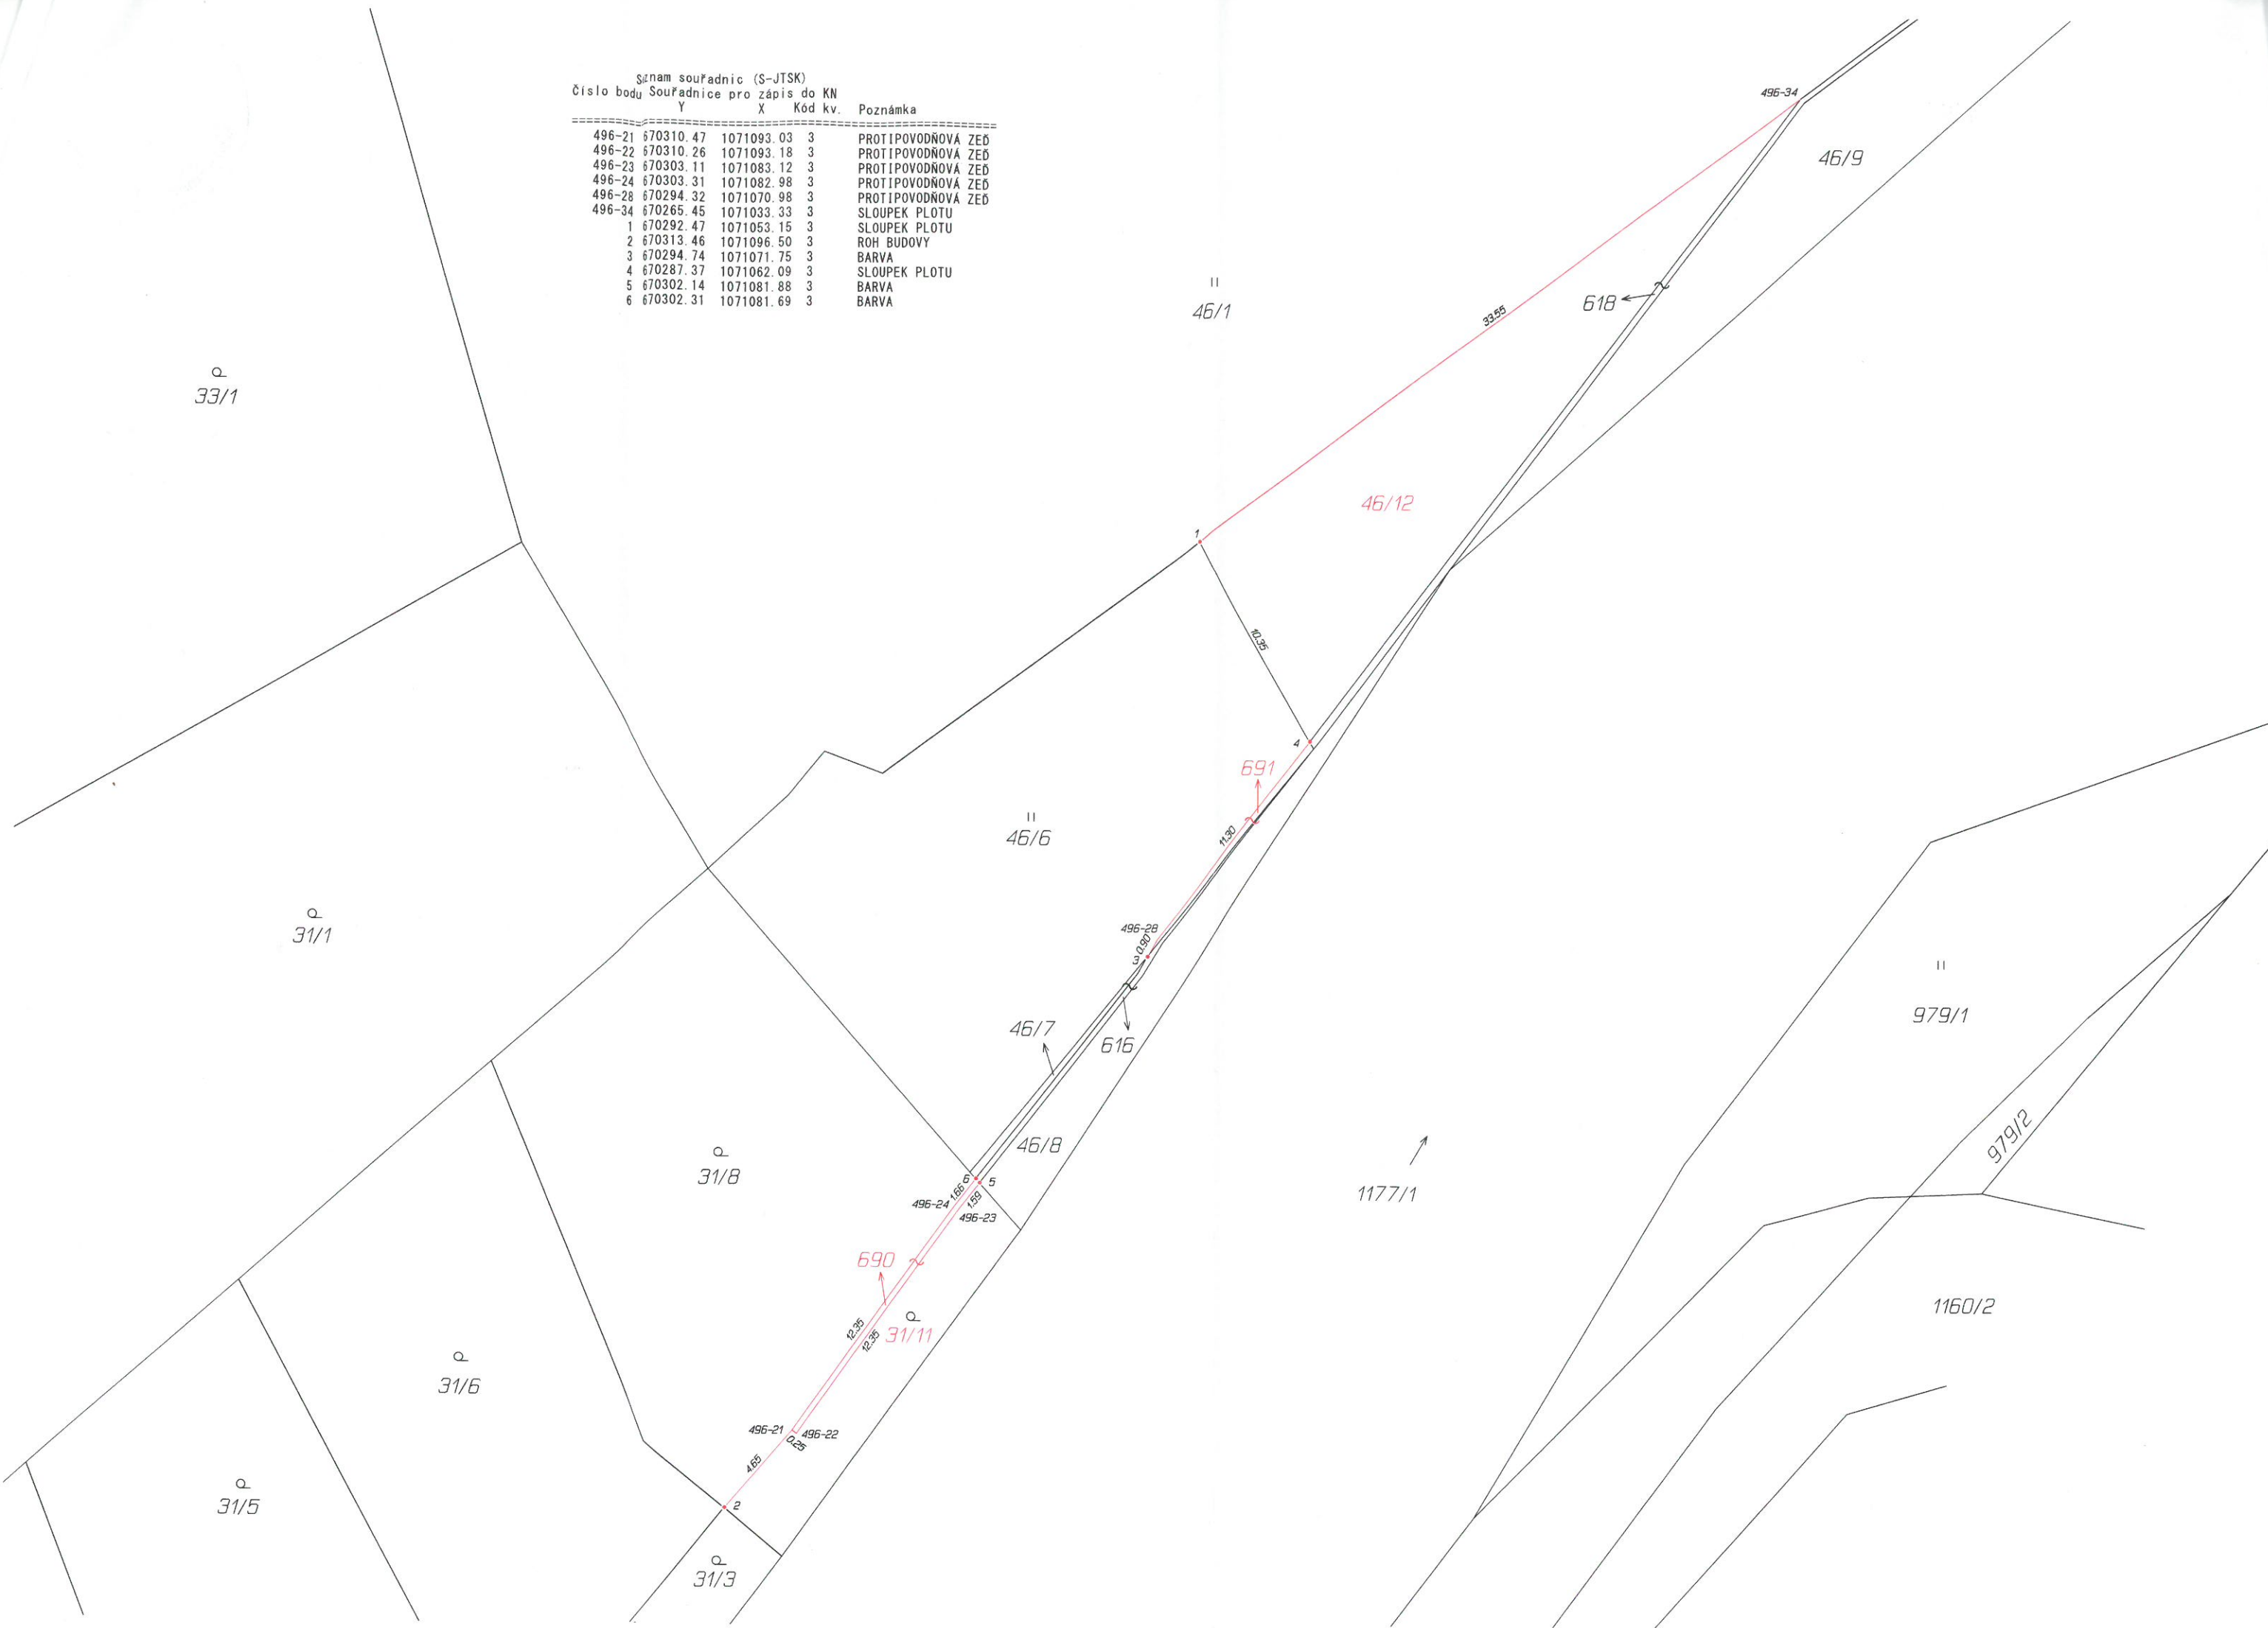 Seznam souřadnic (S-JTSK)
Číslo bodu Souřadnice pro zápis do KN
Y X Kód kv. Poznámka
496-21 670310.47 1071093.03 3 PROTIPOVODŇOVÁ ZEĎ
496-22 670310.26 1071093.18 3 PROTIPOVODŇOVÁ ZEĎ
496-23 670303.11 1071083.12 3 PROTIPOVODŇOVÁ ZEĎ
496-24 670303.31 1071082.98 3 PROTIPOVODŇOVÁ ZEĎ
496-28 670294.32 1071070.98 3 PROTIPOVODŇOVÁ ZEĎ
496-34 670265.45 1071033.33 3 SLOUPEK PLOTU
1 670292.47 1071053.15 3 SLOUPEK PLOTU
2 670313.46 1071096.50 3 ROH BUDOVY
3 670294.74 1071071.75 3 BARVA
4 670287.37 1071062.09 3 SLOUPEK PLOTU
5 670302.14 1071081.88 3 BARVA
6 670302.31 1071081.69 3 BARVA
496-34
46/9
46/1
618
33.55
33/1
46/12
1
10.35
4
691
11.30
46/6
31/1
496-28
0.90
3
979/1
46/7
616
979/2
46/8
31/8
6
5
1.66
1.59
496-24
496-23
1177/1
690
1160/2
12.35
12.35
31/11
31/6
496-21
496-22
0.25
4.65
31/5
2
31/3